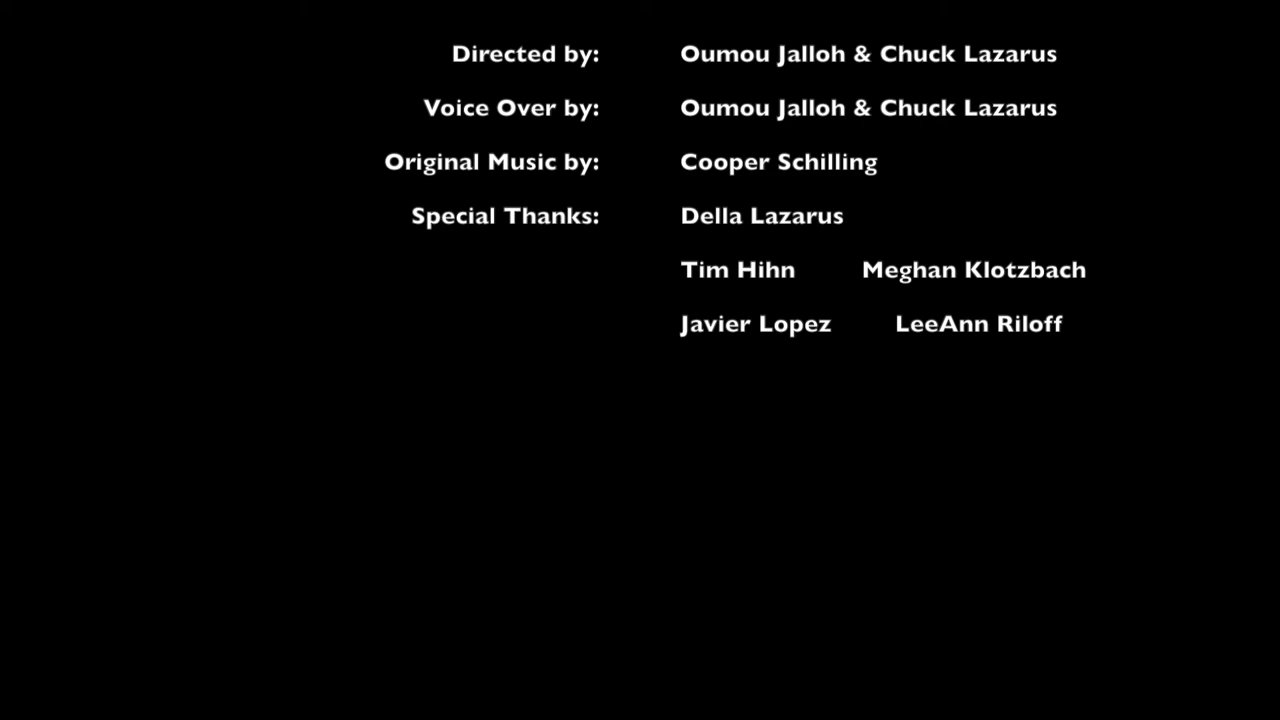 Directed by: Oumou Jalloh & Chuck Lazarus
Voice Over by: Oumou Jalloh & Chuck Lazarus
Original Music by: Cooper Schilling
Special Thanks: Della Lazarus
Tim Hihn Meghan Klotzbach
Javier Lopez LeeAnn Riloff